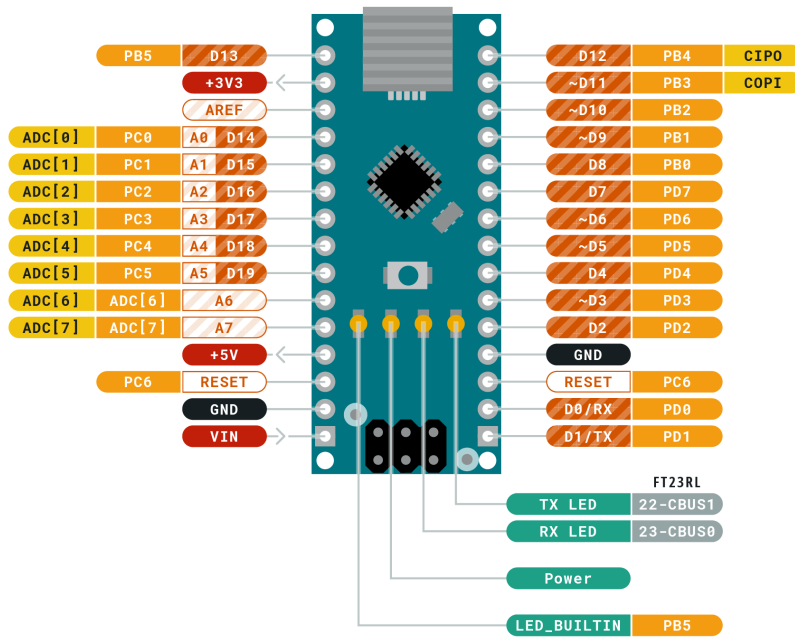 PB5 D13 D12 PB4 CIPO
+3V3 ~D11 PB3 COPI
AREF ~D10 PB2
ADC[0] PC0 A0 D14 ~D9 PB1
ADC[1] PC1 A1 D15 D8 PB0
ADC[2] PC2 A2 D16 D7 PD7
ADC[3] PC3 A3 D17 ~D6 PD6
ADC[4] PC4 A4 D18 ~D5 PD5
ADC[5] PC5 A5 D19 D4 PD4
ADC[6] ADC[6] A6 ~D3 PD3
ADC[7] ADC[7] A7 D2 PD2
+5V GND
PC6 RESET RESET PC6
GND D0/RX PD0
VIN D1/TX PD1
FT23RL
TX LED 22-CBUS1
RX LED 23-CBUS0
Power
LED_BUILTIN PB5